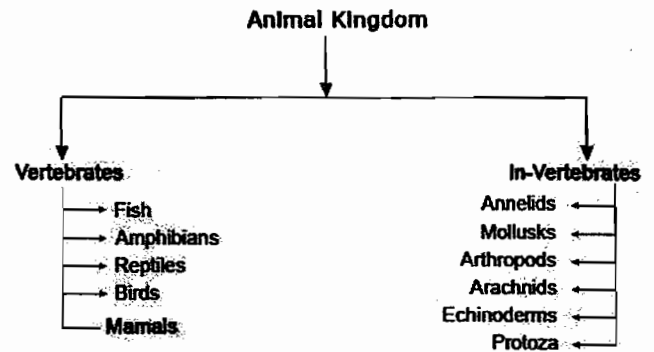 Animal Kingdom
Vertebrates
Fish
Amphibians
Reptiles
Birds
Mamals
In-Vertebrates
Annelids
Mollusks
Arthropods
Arachnids
Echinoderms
Protoza